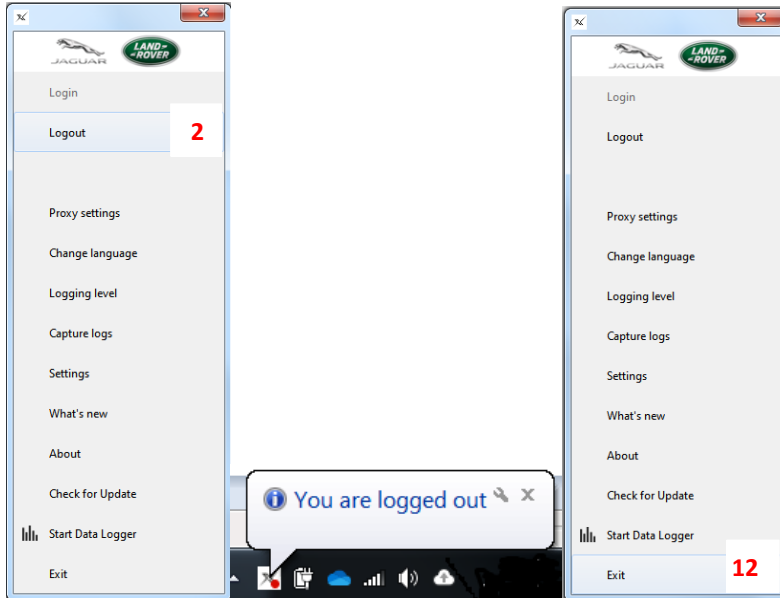 JAGUAR
LAND-
-ROVER
Login
Logout
2
Proxy settings
Change language
Logging level
Capture logs
Settings
What's new
About
Check for Update
Start Data Logger
Exit
You are logged out
JAGUAR
LAND-
-ROVER
Login
Logout
Proxy settings
Change language
Logging level
Capture logs
Settings
What's new
About
Check for Update
Start Data Logger
Exit
12